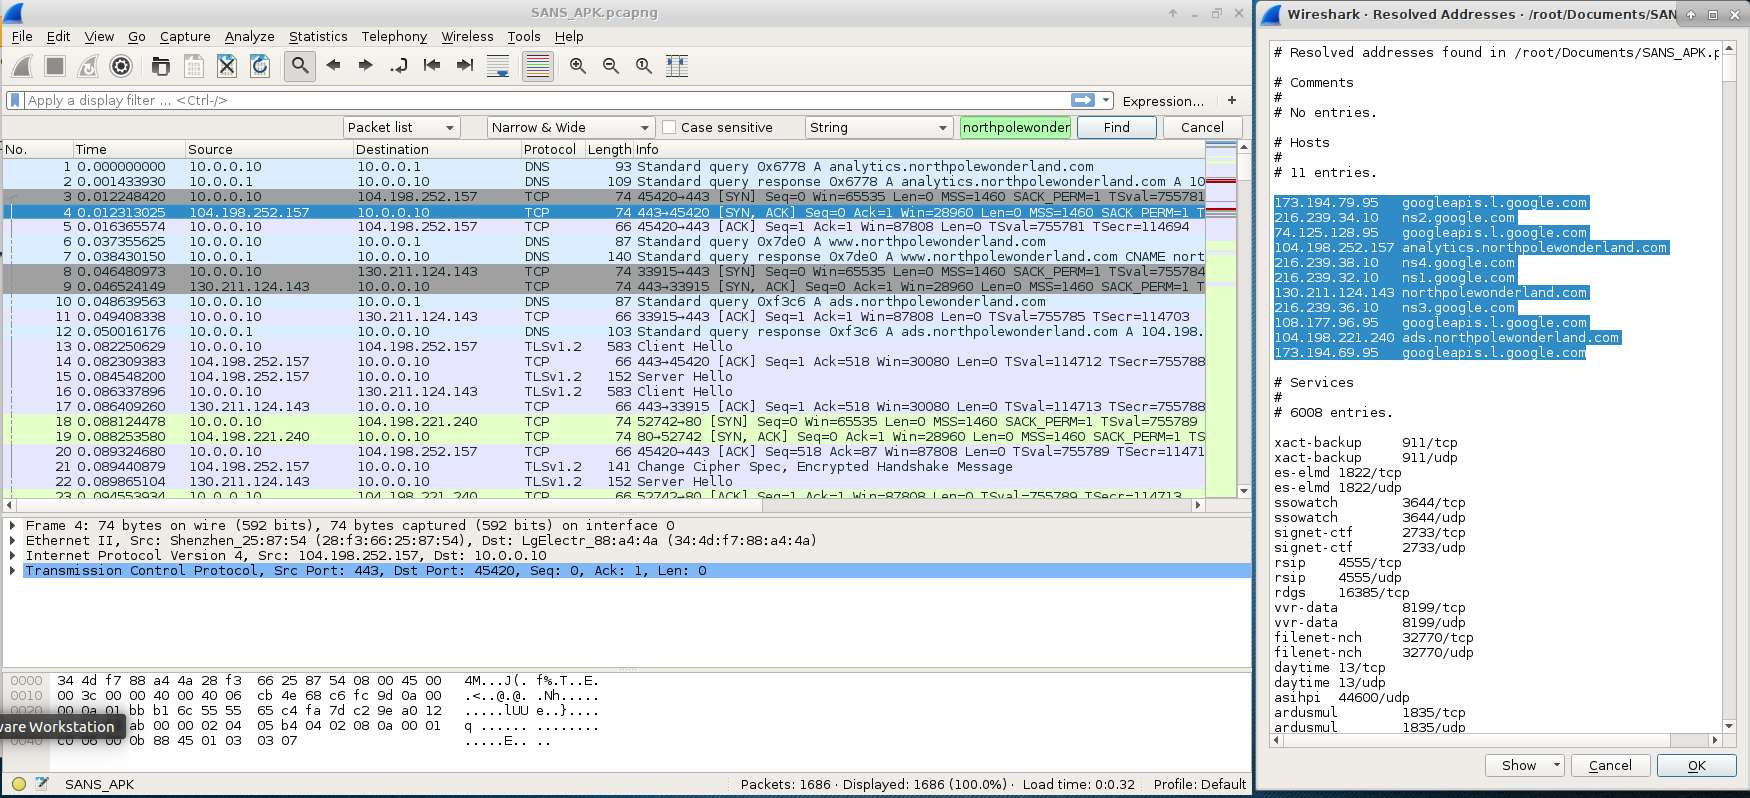 SANS_APK.pcapng
File Edit View Go Capture Analyze Statistics Telephony Wireless Tools Help
Apply a display filter ... <Ctrl-/>
Expression... +
Packet list Narrow & Wide Case sensitive String northpolewonder Find Cancel
No. Time Source Destination Protocol Length Info
1 0.000000000 10.0.0.10 10.0.0.1 DNS 93 Standard query 0x6778 A analytics.northpolewonderland.com
2 0.001433930 10.0.0.1 10.0.0.10 DNS 109 Standard query response 0x6778 A analytics.northpolewonderland.com A 10
3 0.012248420 10.0.0.10 104.198.252.157 TCP 74 45420→443 [SYN] Seq=0 Win=65535 Len=0 MSS=1460 SACK_PERM=1 TSval=755781
4 0.012313025 104.198.252.157 10.0.0.10 TCP 74 443→45420 [SYN, ACK] Seq=0 Ack=1 Win=28960 Len=0 MSS=1460 SACK_PERM=1 T
5 0.016365574 10.0.0.10 104.198.252.157 TCP 66 45420→443 [ACK] Seq=1 Ack=1 Win=87808 Len=0 TSval=755781 TSecr=114694
6 0.037355625 10.0.0.10 10.0.0.1 DNS 87 Standard query 0x7de0 A www.northpolewonderland.com
7 0.038430150 10.0.0.1 10.0.0.10 DNS 140 Standard query response 0x7de0 A www.northpolewonderland.com CNAME nort
8 0.046480973 10.0.0.10 130.211.124.143 TCP 74 33915→443 [SYN] Seq=0 Win=65535 Len=0 MSS=1460 SACK_PERM=1 TSval=755784
9 0.046524149 130.211.124.143 10.0.0.10 TCP 74 443→33915 [SYN, ACK] Seq=0 Ack=1 Win=28960 Len=0 MSS=1460 SACK_PERM=1 T
10 0.048639563 10.0.0.10 10.0.0.1 DNS 87 Standard query 0xf3c6 A ads.northpolewonderland.com
11 0.049408338 10.0.0.10 130.211.124.143 TCP 66 33915→443 [ACK] Seq=1 Ack=1 Win=87808 Len=0 TSval=755785 TSecr=114703
12 0.050016176 10.0.0.1 10.0.0.10 DNS 103 Standard query response 0xf3c6 A ads.northpolewonderland.com A 104.198.
13 0.082250629 10.0.0.10 104.198.252.157 TLSv1.2 583 Client Hello
14 0.082309383 104.198.252.157 10.0.0.10 TCP 66 443→45420 [ACK] Seq=1 Ack=518 Win=30080 Len=0 TSval=114712 TSecr=755788
15 0.084548200 104.198.252.157 10.0.0.10 TLSv1.2 152 Server Hello
16 0.086337896 10.0.0.10 130.211.124.143 TLSv1.2 583 Client Hello
17 0.086409260 130.211.124.143 10.0.0.10 TCP 66 443→33915 [ACK] Seq=1 Ack=518 Win=30080 Len=0 TSval=114713 TSecr=755788
18 0.088124478 10.0.0.10 104.198.221.240 TCP 74 52742→80 [SYN] Seq=0 Win=65535 Len=0 MSS=1460 SACK_PERM=1 TSval=755789
19 0.088253580 104.198.221.240 10.0.0.10 TCP 74 80→52742 [SYN, ACK] Seq=0 Ack=1 Win=28960 Len=0 MSS=1460 SACK_PERM=1 TS
20 0.089324680 10.0.0.10 104.198.252.157 TCP 66 45420→443 [ACK] Seq=518 Ack=87 Win=87808 Len=0 TSval=755789 TSecr=11471
21 0.089440879 104.198.252.157 10.0.0.10 TLSv1.2 141 Change Cipher Spec, Encrypted Handshake Message
22 0.089865104 130.211.124.143 10.0.0.10 TLSv1.2 152 Server Hello
23 0.094553934 10.0.0.10 104.198.221.240 TCP 66 52742→80 [ACK] Seq=1 Ack=1 Win=87808 Len=0 TSval=755789 TSecr=114713
Frame 4: 74 bytes on wire (592 bits), 74 bytes captured (592 bits) on interface 0
Ethernet II, Src: Shenzhen_25:87:54 (28:f3:66:25:87:54), Dst: LgElectr_88:a4:4a (34:4d:f7:88:a4:4a)
Internet Protocol Version 4, Src: 104.198.252.157, Dst: 10.0.0.10
Transmission Control Protocol, Src Port: 443, Dst Port: 45420, Seq: 0, Ack: 1, Len: 0
0000 34 4d f7 88 a4 4a 28 f3 66 25 87 54 08 00 45 00 4M...J(. f%.T..E.
0010 00 3c 00 00 40 00 40 06 cb 4e 68 c6 fc 9d 0a 00 .<..@.@. .Nh.....
0020 00 0a 01 bb b1 6c 55 55 65 c4 fa 7d c2 9e a0 12 .....lUU e..}....
ab 00 00 02 04 05 b4 04 02 08 0a 00 01 q ...... ........
0040 c0 06 00 0b 88 45 01 03 03 07 .....E.. ..
ware Workstation
SANS_APK
Packets: 1686 · Displayed: 1686 (100.0%) · Load time: 0:0.32
Profile: Default
Wireshark · Resolved Addresses · /root/Documents/SAN
# Resolved addresses found in /root/Documents/SANS_APK.p
# Comments
#
# No entries.
# Hosts
#
# 11 entries.
173.194.79.95 googleapis.l.google.com
216.239.34.10 ns2.google.com
74.125.128.95 googleapis.l.google.com
104.198.252.157 analytics.northpolewonderland.com
216.239.38.10 ns4.google.com
216.239.32.10 ns1.google.com
130.211.124.143 northpolewonderland.com
216.239.36.10 ns3.google.com
108.177.96.95 googleapis.l.google.com
104.198.221.240 ads.northpolewonderland.com
173.194.69.95 googleapis.l.google.com
# Services
#
# 6008 entries.
xact-backup 911/tcp
xact-backup 911/udp
es-elmd 1822/tcp
es-elmd 1822/udp
ssowatch 3644/tcp
ssowatch 3644/udp
signet-ctf 2733/tcp
signet-ctf 2733/udp
rsip 4555/tcp
rsip 4555/udp
rdgs 16385/tcp
vvr-data 8199/tcp
vvr-data 8199/udp
filenet-nch 32770/tcp
filenet-nch 32770/udp
daytime 13/tcp
daytime 13/udp
asihpi 44600/udp
ardusmul 1835/tcp
ardusmul 1835/udp
Show Cancel OK